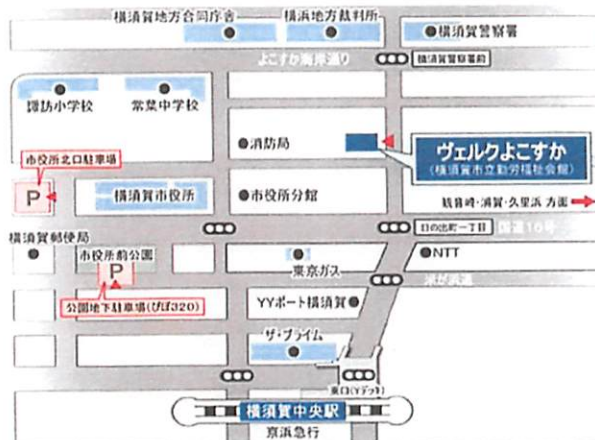 横須賀地方合同庁舎
横浜地方裁判所
横須賀警察署
よこすか海岸通り
横須賀警察署前
諏訪小学校
常葉中学校
消防局
ヴェルクよこすか
(横須賀市立勤労福祉会館)
市役所北口駐車場
P
横須賀市役所
市役所分館
観音崎・浦賀・久里浜 方面
日の出町一丁目
国道16号
横須賀郵便局
市役所前公園
P
東京ガス
NTT
公園地下駐車場(ぴぽ320)
YYポート横須賀
ザ・プライム
東口(Yデッキ)
横須賀中央駅
京浜急行